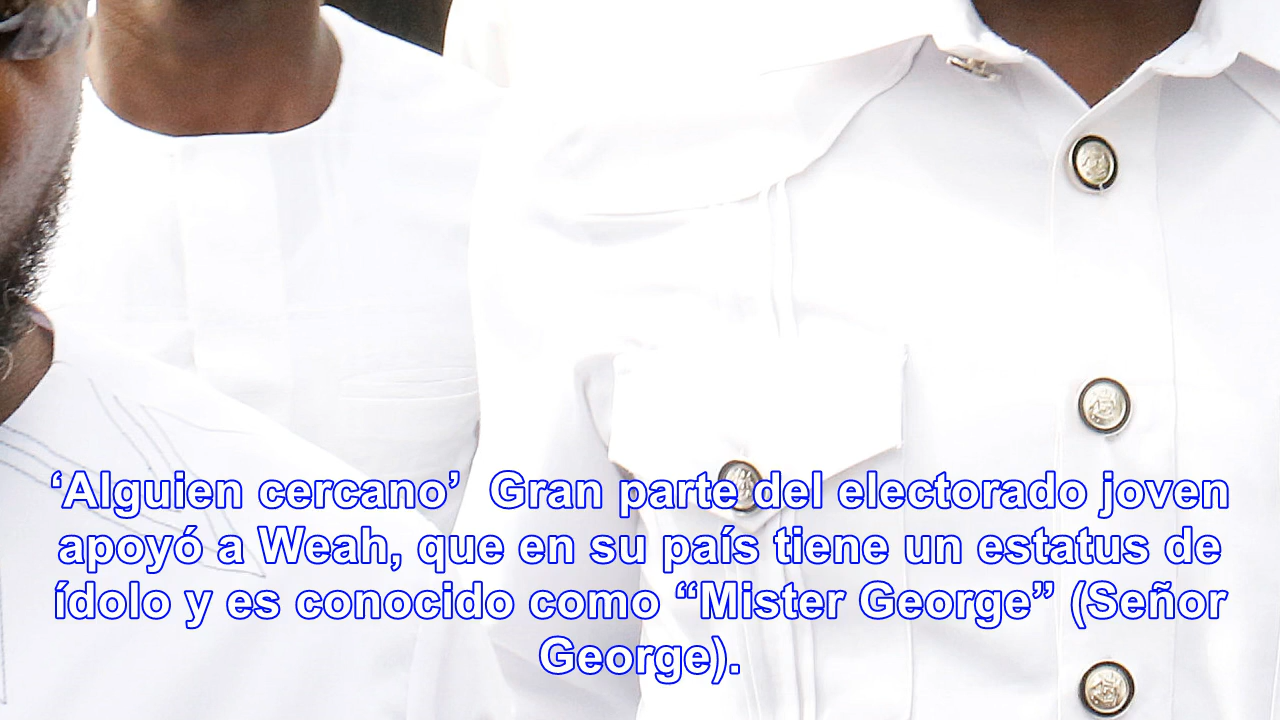 ‘Alguien cercano’  Gran parte del electorado joven
apoyó a Weah, que en su país tiene un estatus de
ídolo y es conocido como “Mister George” (Señor
George).